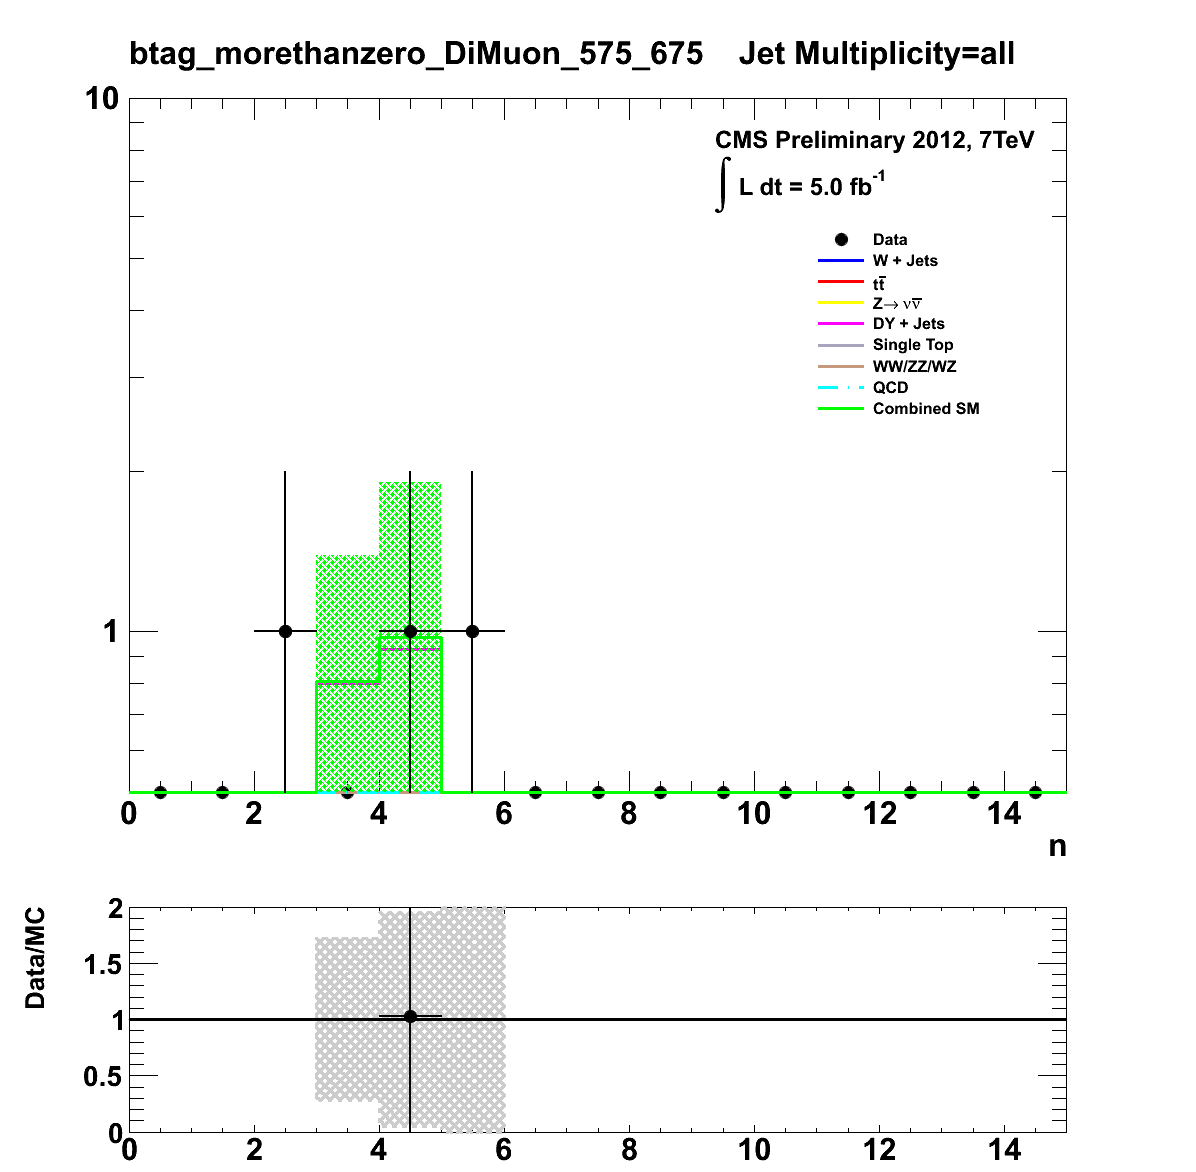 btag_morethanzero_DiMuon_575_675 Jet Multiplicity=all
10
CMS Preliminary 2012, 7TeV
∫ L dt = 5.0 fb⁻¹
Data
W + Jets
tt̅
Z→ νν̅
DY + Jets
Single Top
WW/ZZ/WZ
QCD
Combined SM
1
0 2 4 6 8 10 12 14
n
Data/MC
2
1.5
1
0.5
0
0 2 4 6 8 10 12 14